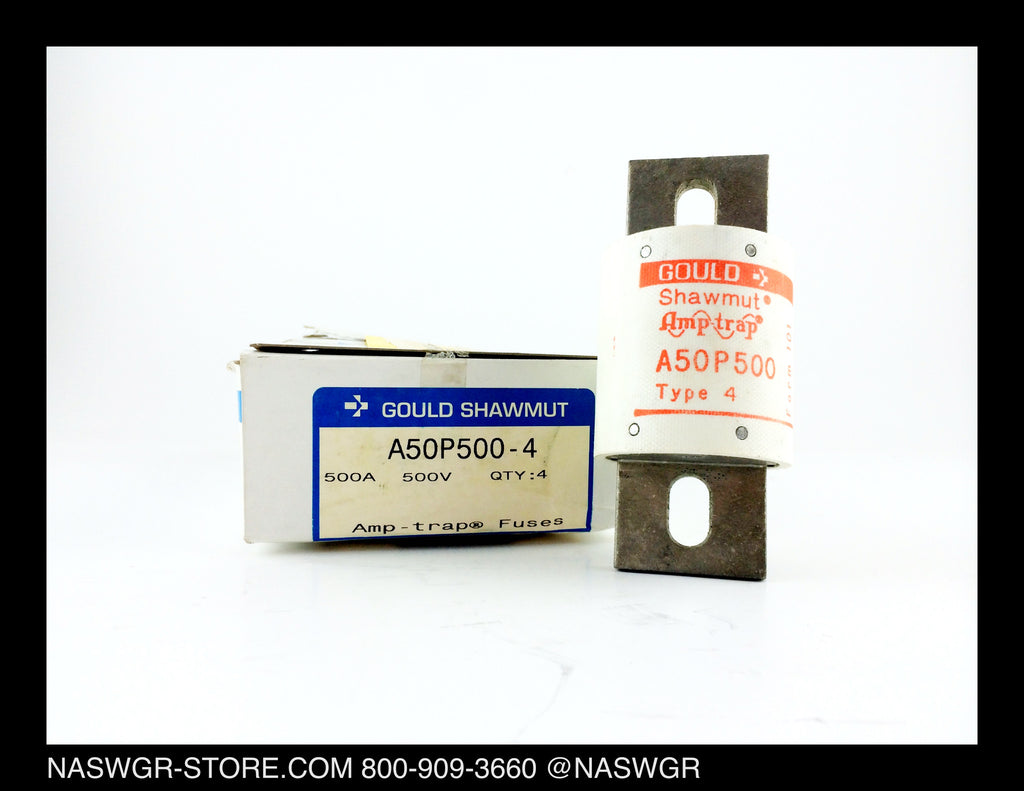 GOULD SHAWMUT
A50P500-4
500A 500V QTY:4
Amp-trap® Fuses
GOULD
Shawmut®
Amp-trap®
A50P500
Type 4
NASWGR-STORE.COM 800-909-3660 @NASWGR